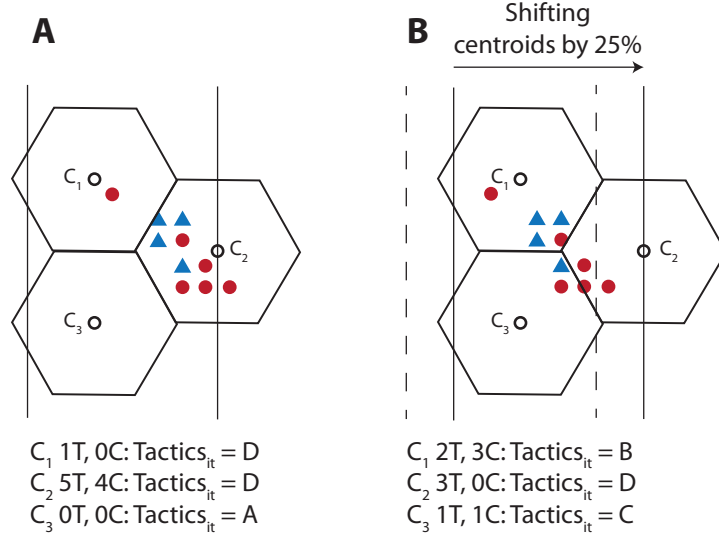 A
B
Shifting
centroids by 25%
C1
C2
C3
C1
C2
C3
C1 1T, 0C: Tacticsit = D
C2 5T, 4C: Tacticsit = D
C3 0T, 0C: Tacticsit = A
C1 2T, 3C: Tacticsit = B
C2 3T, 0C: Tacticsit = D
C3 1T, 1C: Tacticsit = C